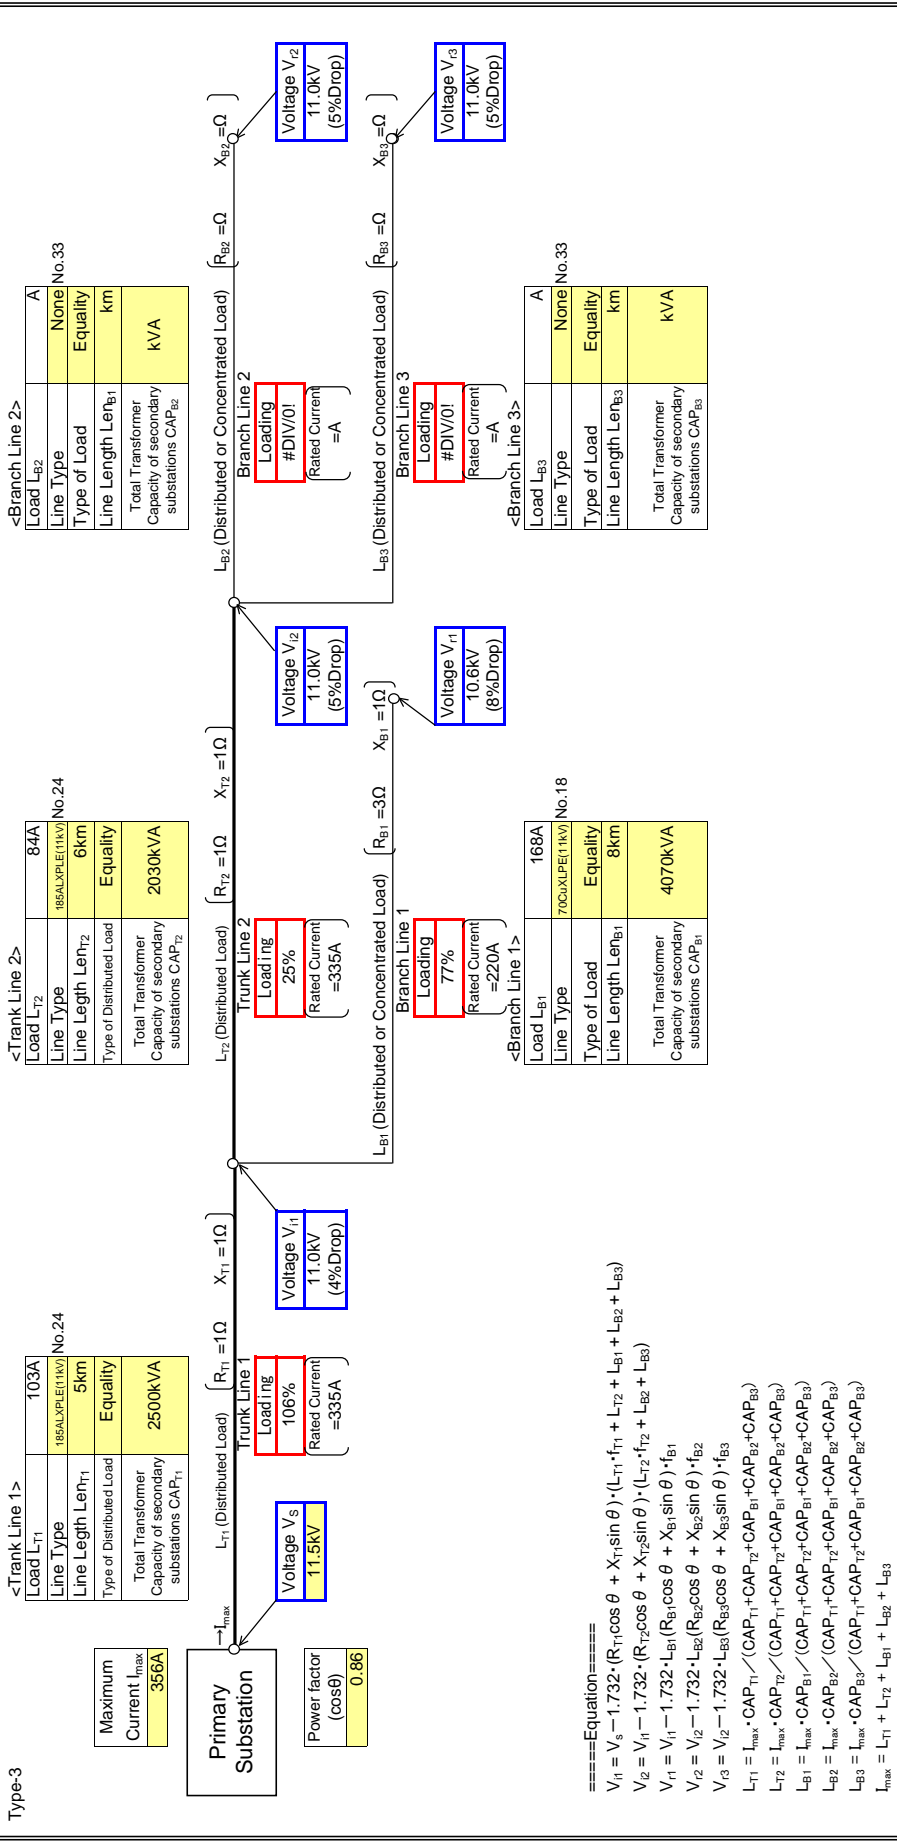 Type-3
Maximum
Current Imax
356A
Primary
Substation
Power factor
(cosθ)
0.86
→Imax
Voltage VS
11.5kV
<Trank Line 1>
Load LT1 103A
Line Type 185ALXPLE(11kV) No.24
Line Legth LenT1 5km
Type of Distributed Load Equality
Total Transformer
Capacity of secondary
substations CAPT1
2500kVA
LT1 (Distributed Load) (RT1 =1Ω XT1 =1Ω)
Trunk Line 1
Loading
106%
Rated Current
=335A
Voltage Vi1
11.0kV
(4%Drop)
<Trank Line 2>
Load LT2 84A
Line Type 185ALXPLE(11kV) No.24
Line Legth LenT2 6km
Type of Distributed Load Equality
Total Transformer
Capacity of secondary
substations CAPT2
2030kVA
LT2 (Distributed Load) (RT2 =1Ω XT2 =1Ω)
Trunk Line 2
Loading
25%
Rated Current
=335A
Voltage Vi2
11.0kV
(5%Drop)
LB1 (Distributed or Concentrated Load) (RB1 =3Ω XB1 =1Ω)
Branch Line 1
Loading
77%
Rated Current
=220A
Voltage Vr1
10.6kV
(8%Drop)
<Branch Line 1>
Load LB1 168A
Line Type 70CuXLPE(11kV) No.18
Type of Load Equality
Line Length LenB1 8km
Total Transformer
Capacity of secondary
substations CAPB1
4070kVA
<Branch Line 2>
Load LB2 A
Line Type None No.33
Type of Load Equality
Line Length LenB1 km
Total Transformer
Capacity of secondary
substations CAPB2
kVA
LB2 (Distributed or Concentrated Load) (RB2 =Ω XB2 =Ω)
Branch Line 2
Loading
#DIV/0!
Rated Current
=A
Voltage Vr2
11.0kV
(5%Drop)
LB3 (Distributed or Concentrated Load) (RB3 =Ω XB3 =Ω)
Branch Line 3
Loading
#DIV/0!
Rated Current
=A
Voltage Vr3
11.0kV
(5%Drop)
<Branch Line 3>
Load LB3 A
Line Type None No.33
Type of Load Equality
Line Length LenB3 km
Total Transformer
Capacity of secondary
substations CAPB3
kVA
=====Equation=====
Vi1 = Vs−1.732･(RT1cos θ + XT1sin θ)･(LT1･fT1 + LT2 + LB1 + LB2 + LB3)
Vi2 = Vi1−1.732･(RT2cos θ + XT2sin θ)･(LT2･fT2 + LB2 + LB3)
Vr1 = Vi1−1.732･LB1(RB1cos θ + XB1sin θ)･fB1
Vr2 = Vi2−1.732･LB2(RB2cos θ + XB2sin θ)･fB2
Vr3 = Vi2−1.732･LB3(RB3cos θ + XB3sin θ)･fB3
LT1 = Imax･CAPT1／(CAPT1+CAPT2+CAPB1+CAPB2+CAPB3)
LT2 = Imax･CAPT2／(CAPT1+CAPT2+CAPB1+CAPB2+CAPB3)
LB1 = Imax･CAPB1／(CAPT1+CAPT2+CAPB1+CAPB2+CAPB3)
LB2 = Imax･CAPB2／(CAPT1+CAPT2+CAPB1+CAPB2+CAPB3)
LB3 = Imax･CAPB3／(CAPT1+CAPT2+CAPB1+CAPB2+CAPB3)
Imax = LT1 + LT2 + LB1 + LB2 + LB3